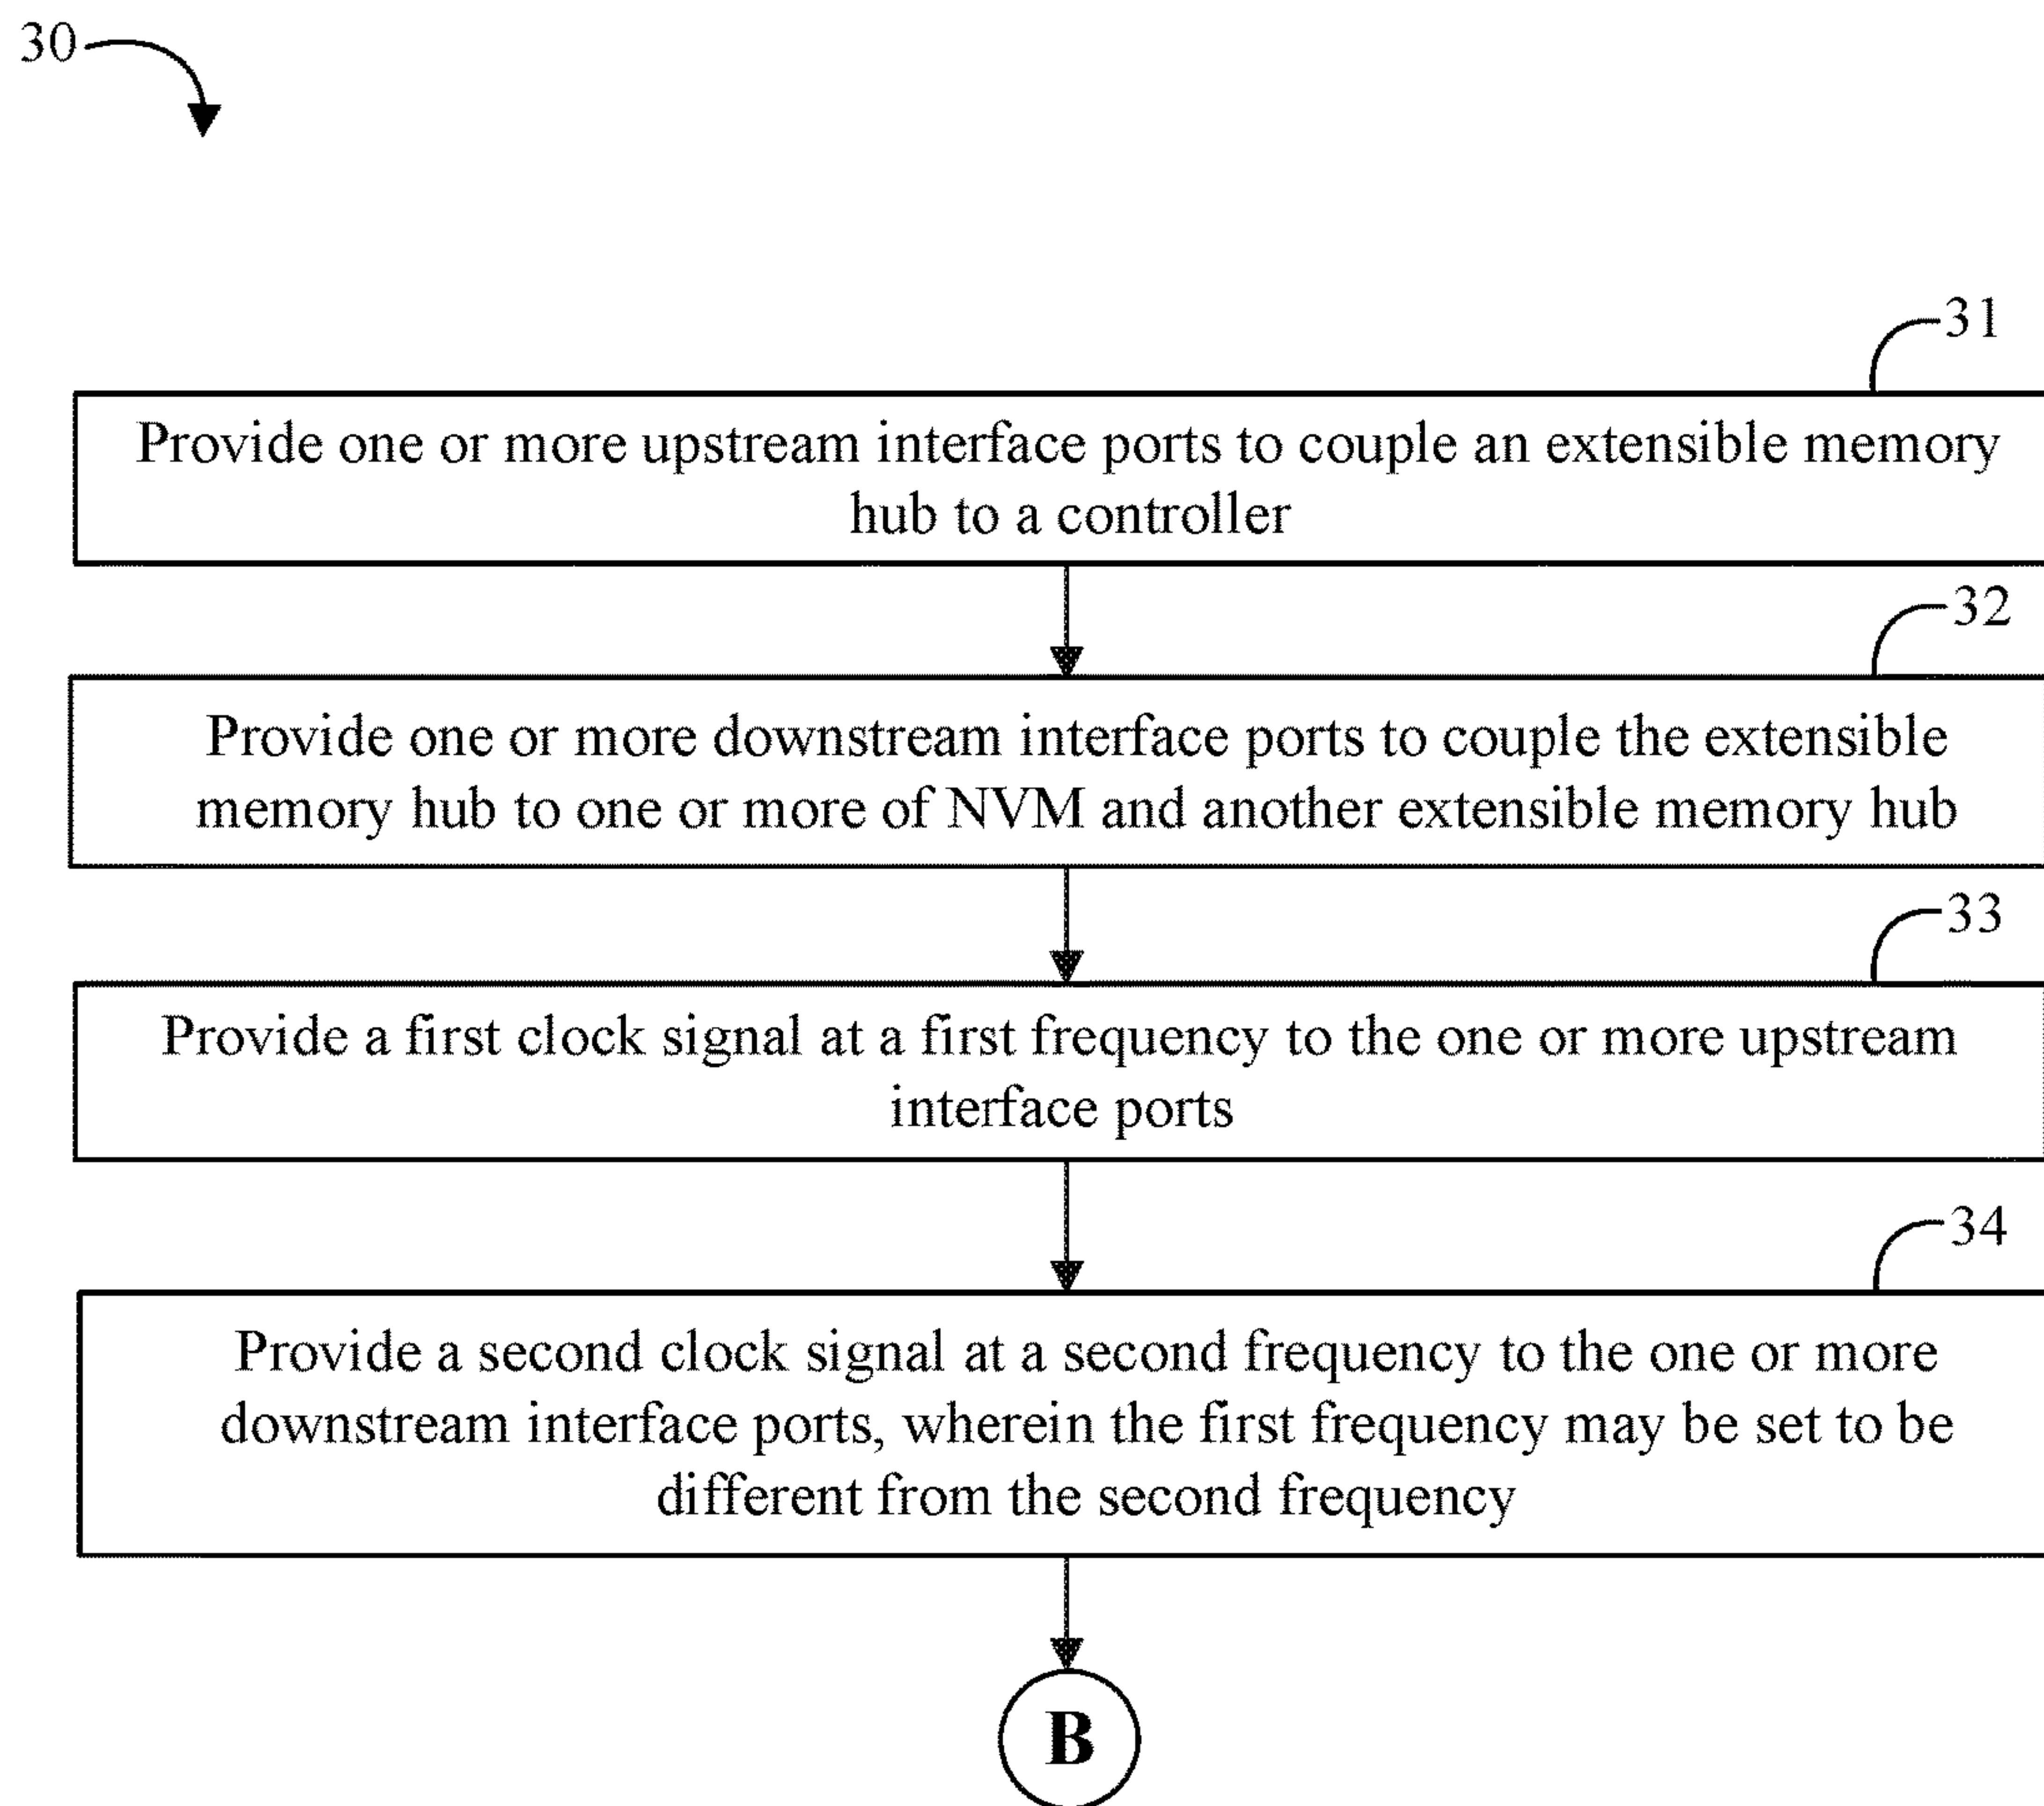 30
31
Provide one or more upstream interface ports to couple an extensible memory
hub to a controller
32
Provide one or more downstream interface ports to couple the extensible
memory hub to one or more of NVM and another extensible memory hub
33
Provide a first clock signal at a first frequency to the one or more upstream
interface ports
34
Provide a second clock signal at a second frequency to the one or more
downstream interface ports, wherein the first frequency may be set to be
different from the second frequency
B